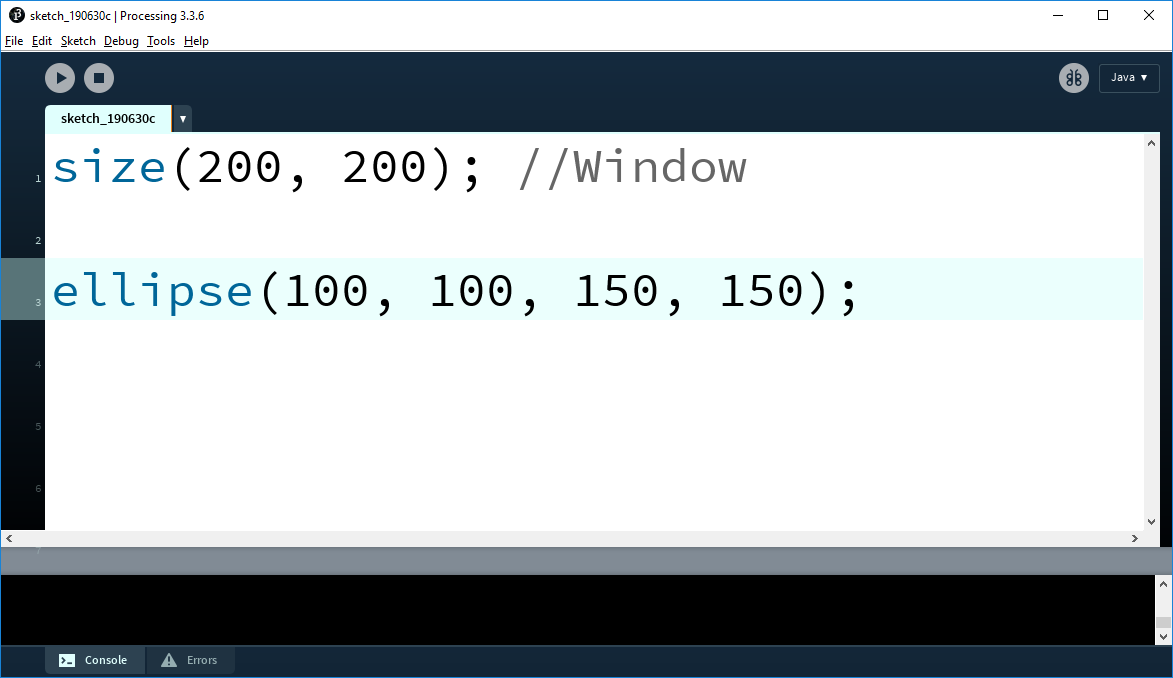 sketch_190630c | Processing 3.3.6
File Edit Sketch Debug Tools Help
Java ▾
sketch_190630c ▾
1 size(200, 200); //Window
2
3 ellipse(100, 100, 150, 150);
4
5
6
7
Console Errors